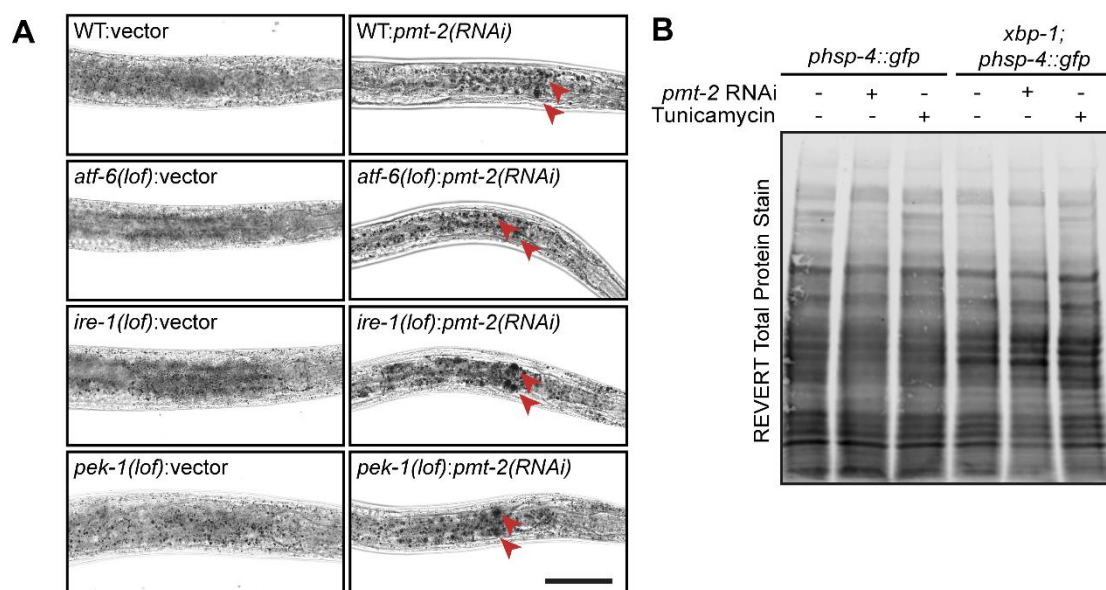 A
WT:vector
WT:pmt-2(RNAi)
atf-6(lof):vector
atf-6(lof):pmt-2(RNAi)
ire-1(lof):vector
ire-1(lof):pmt-2(RNAi)
pek-1(lof):vector
pek-1(lof):pmt-2(RNAi)
B
phsp-4::gfp
xbp-1;
phsp-4::gfp
pmt-2 RNAi - + - - + -
Tunicamycin - - + - - +
REVERT Total Protein Stain